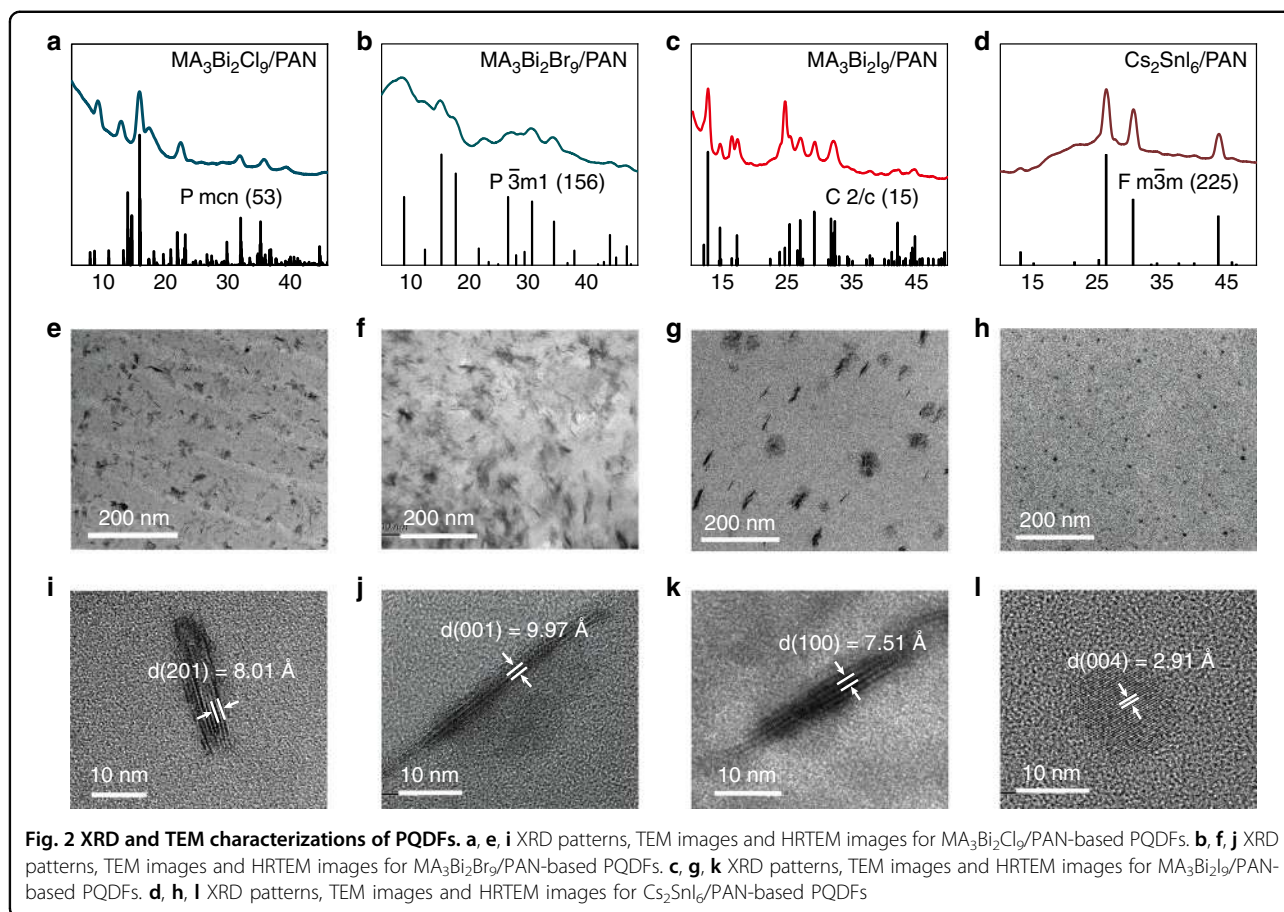 a
b
c
d
MA₃Bi₂Cl₉/PAN
MA₃Bi₂Br₉/PAN
MA₃Bi₂I₉/PAN
Cs₂SnI₆/PAN
P mcn (53)
P 3̅m1 (156)
C 2/c (15)
F m3̅m (225)
10 20 30 40
10 20 30 40
15 25 35 45
15 25 35 45
e
f
g
h
200 nm
200 nm
200 nm
200 nm
i
j
k
l
d(201) = 8.01 Å
d(001) = 9.97 Å
d(100) = 7.51 Å
d(004) = 2.91 Å
10 nm
10 nm
10 nm
10 nm
Fig. 2 XRD and TEM characterizations of PQDFs. a, e, i XRD patterns, TEM images and HRTEM images for MA₃Bi₂Cl₉/PAN-based PQDFs. b, f, j XRD
patterns, TEM images and HRTEM images for MA₃Bi₂Br₉/PAN-based PQDFs. c, g, k XRD patterns, TEM images and HRTEM images for MA₃Bi₂I₉/PAN-
based PQDFs. d, h, l XRD patterns, TEM images and HRTEM images for Cs₂SnI₆/PAN-based PQDFs